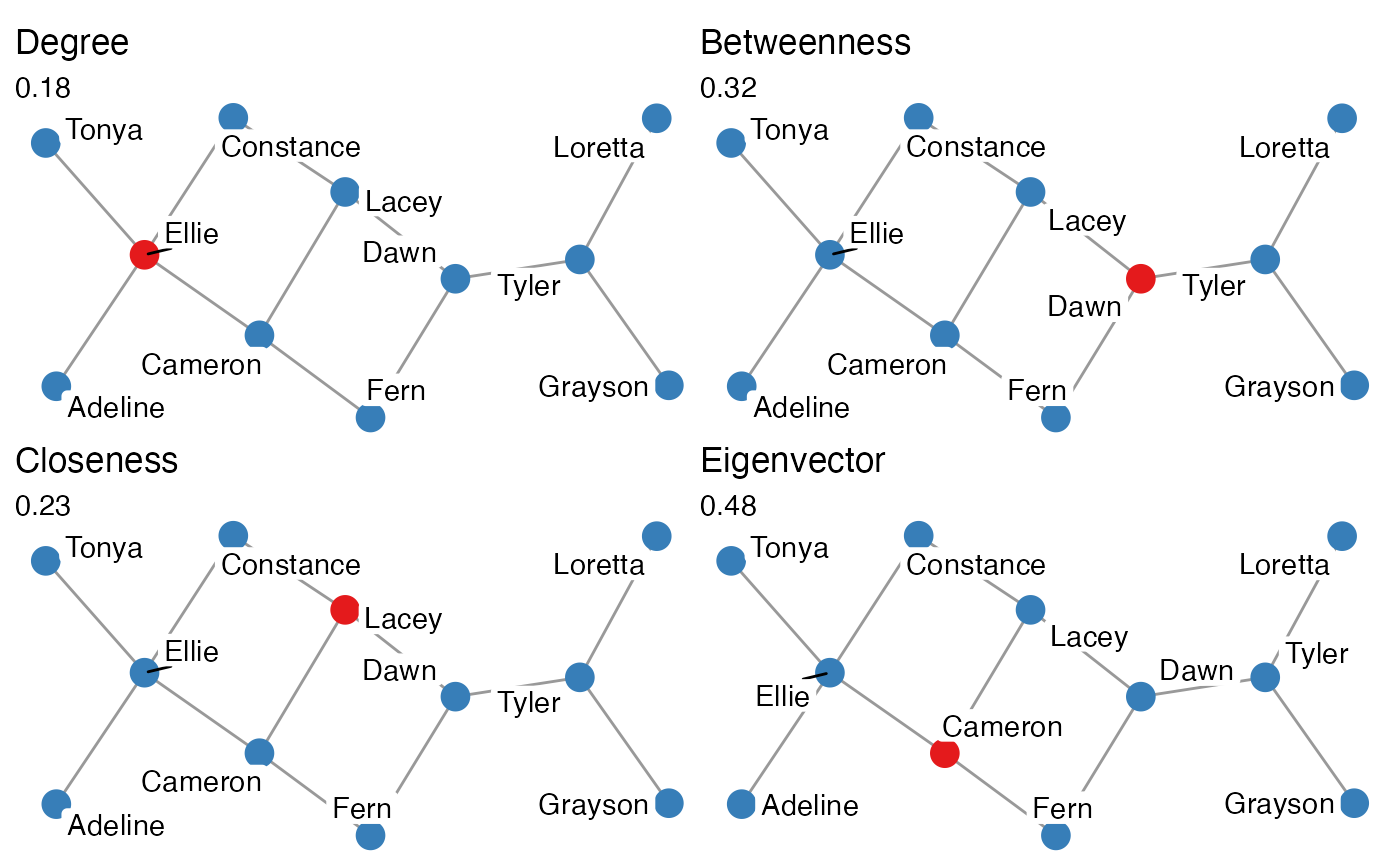 Degree
0.18
Tonya
Constance
Loretta
Lacey
Ellie
Dawn
Tyler
Cameron
Grayson
Fern
Adeline
Betweenness
0.32
Tonya
Constance
Loretta
Lacey
Ellie
Tyler
Dawn
Cameron
Grayson
Fern
Adeline
Closeness
0.23
Tonya
Constance
Loretta
Lacey
Ellie
Dawn
Tyler
Cameron
Grayson
Fern
Adeline
Eigenvector
0.48
Tonya
Constance
Loretta
Lacey
Tyler
Dawn
Ellie
Cameron
Adeline
Grayson
Fern